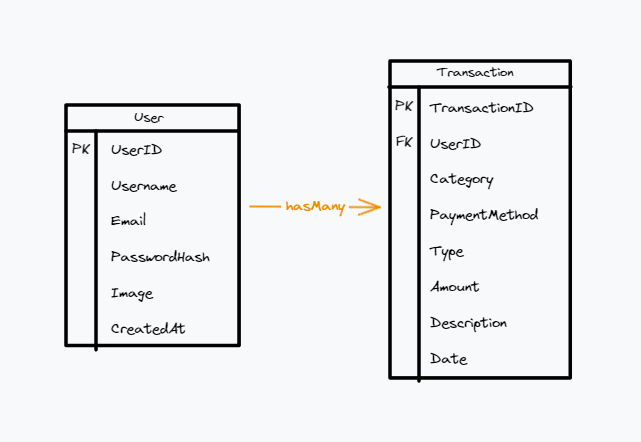 User
PK UserID
Username
Email
PasswordHash
Image
CreatedAt
hasMany
Transaction
PK TransactionID
FK UserID
Category
PaymentMethod
Type
Amount
Description
Date